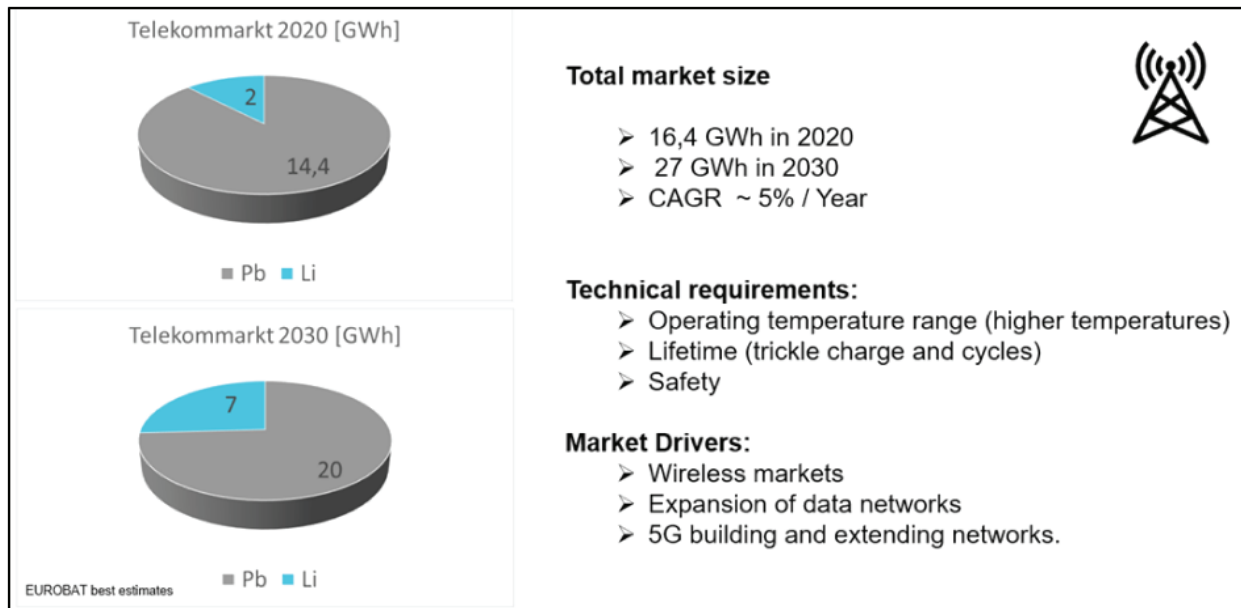 Telekommarkt 2020 [GWh]
2
14,4
Pb Li
Telekommarkt 2030 [GWh]
7
20
Pb Li
EUROBAT best estimates
Total market size
16,4 GWh in 2020
27 GWh in 2030
CAGR ~ 5% / Year
Technical requirements:
Operating temperature range (higher temperatures)
Lifetime (trickle charge and cycles)
Safety
Market Drivers:
Wireless markets
Expansion of data networks
5G building and extending networks.